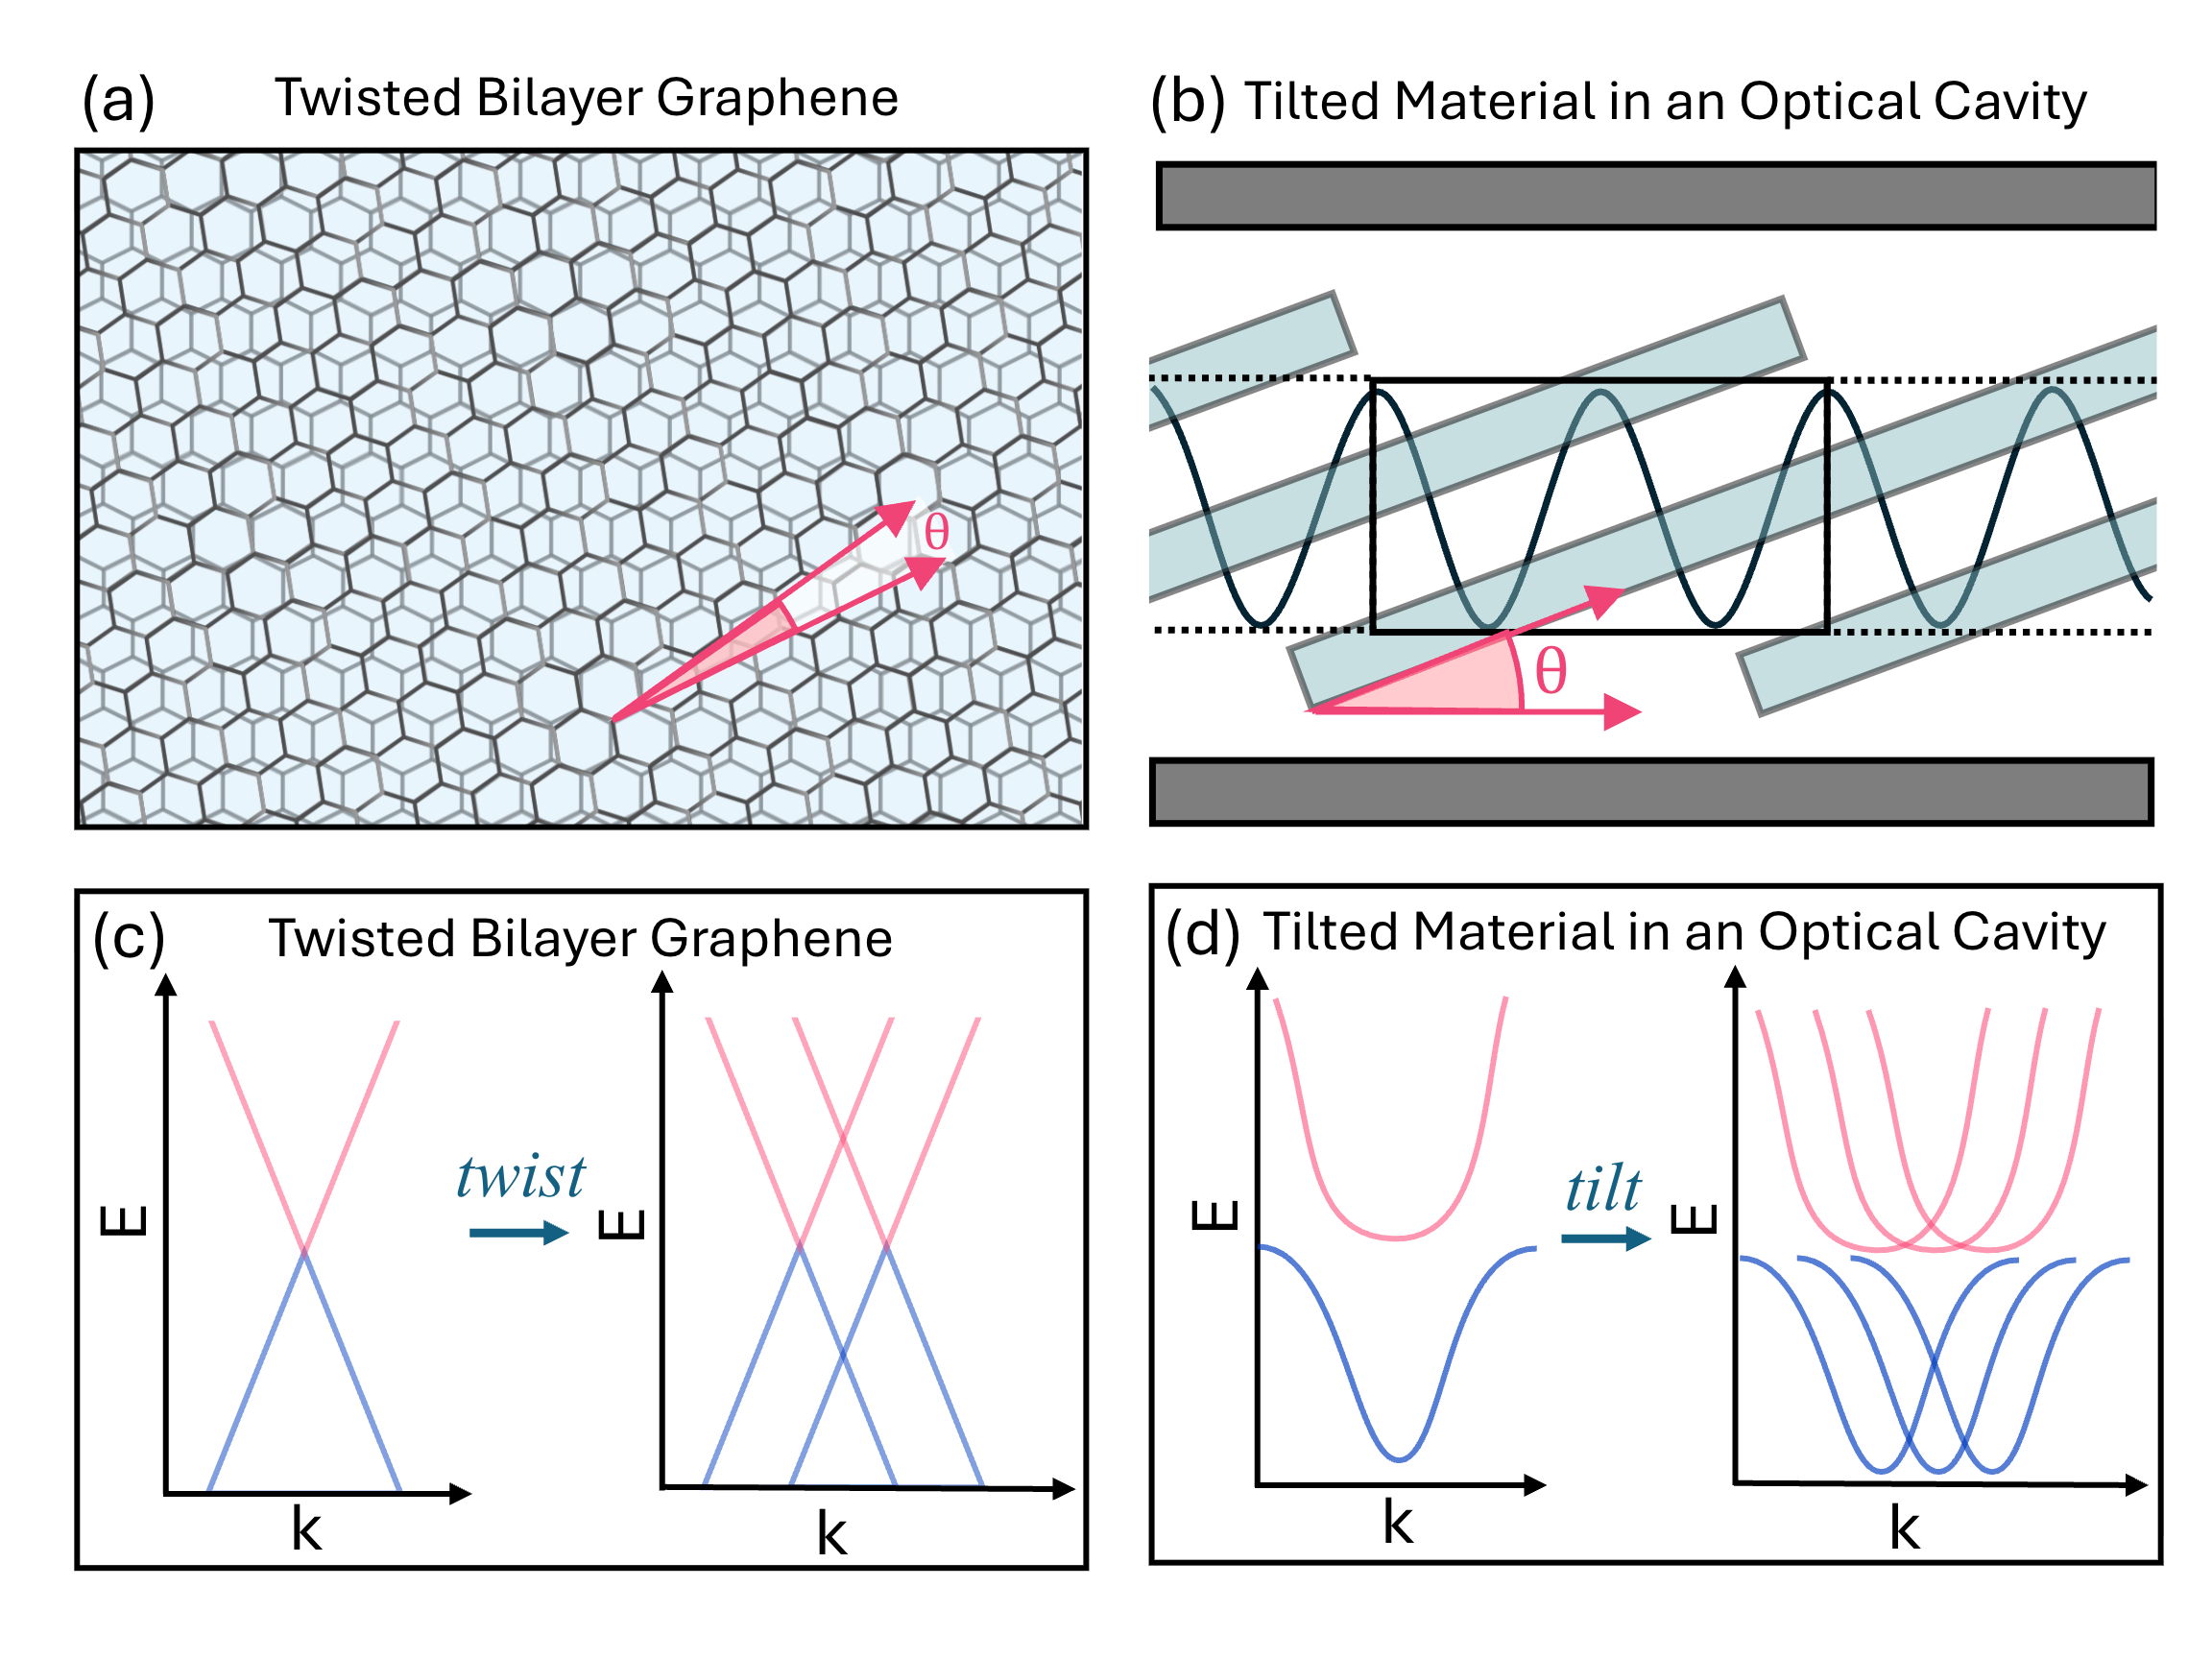 (a) Twisted Bilayer Graphene
(b) Tilted Material in an Optical Cavity
θ
θ
(c) Twisted Bilayer Graphene
E
k
twist
E
k
(d) Tilted Material in an Optical Cavity
E
k
tilt
E
k